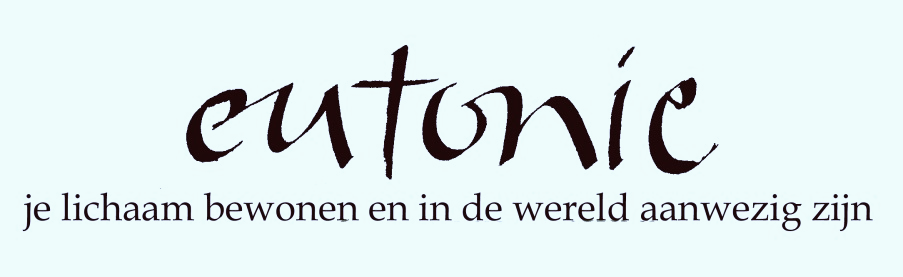 eutonie
je lichaam bewonen en in de wereld aanwezig zijn